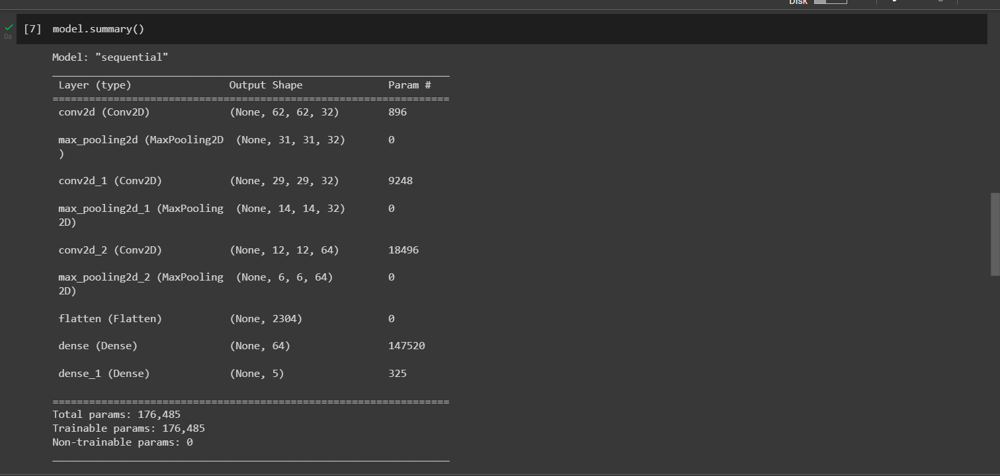 Disk
[7] model.summary()
0s
Model: "sequential"
Layer (type) Output Shape Param #
conv2d (Conv2D) (None, 62, 62, 32) 896
max_pooling2d (MaxPooling2D (None, 31, 31, 32) 0
)
conv2d_1 (Conv2D) (None, 29, 29, 32) 9248
max_pooling2d_1 (MaxPooling (None, 14, 14, 32) 0
2D)
conv2d_2 (Conv2D) (None, 12, 12, 64) 18496
max_pooling2d_2 (MaxPooling (None, 6, 6, 64) 0
2D)
flatten (Flatten) (None, 2304) 0
dense (Dense) (None, 64) 147520
dense_1 (Dense) (None, 5) 325
Total params: 176,485
Trainable params: 176,485
Non-trainable params: 0